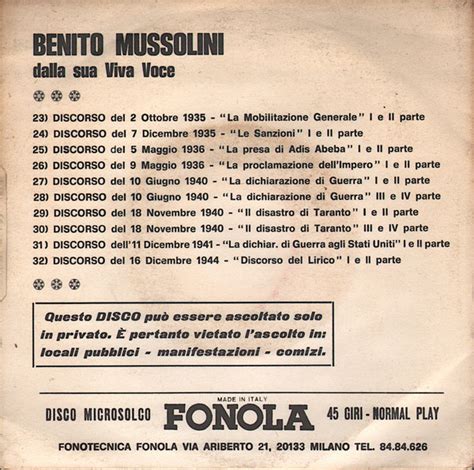 BENITO MUSSOLINI
dalla sua Viva Voce
23) DISCORSO del 2 Ottobre 1935 - "La Mobilitazione Generale" I e II parte
24) DISCORSO del 7 Dicembre 1935 - "Le Sanzioni" I e II parte
25) DISCORSO del 5 Maggio 1936 - "La presa di Adis Abeba" I e II parte
26) DISCORSO del 9 Maggio 1936 - "La proclamazione dell'Impero" I e II parte
27) DISCORSO del 10 Giugno 1940 - "La dichiarazione di Guerra" I e II parte
28) DISCORSO del 10 Giugno 1940 - "La dichiarazione di Guerra" III e IV parte
29) DISCORSO del 18 Novembre 1940 - "Il disastro di Taranto" I e II parte
30) DISCORSO del 18 Novembre 1940 - "Il disastro di Taranto" III e IV parte
31) DISCORSO dell'11 Dicembre 1941 - "La dichiar. di Guerra agli Stati Uniti" I e II parte
32) DISCORSO del 16 Dicembre 1944 - "Discorso del Lirico" I e II parte
Questo DISCO può essere ascoltato solo
in privato. È pertanto vietato l'ascolto in:
locali pubblici - manifestazioni - comizi.
MADE IN ITALY
DISCO MICROSOLCO FONOLA 45 GIRI - NORMAL PLAY
FONOTECNICA FONOLA VIA ARIBERTO 21, 20133 MILANO TEL. 84.84.626